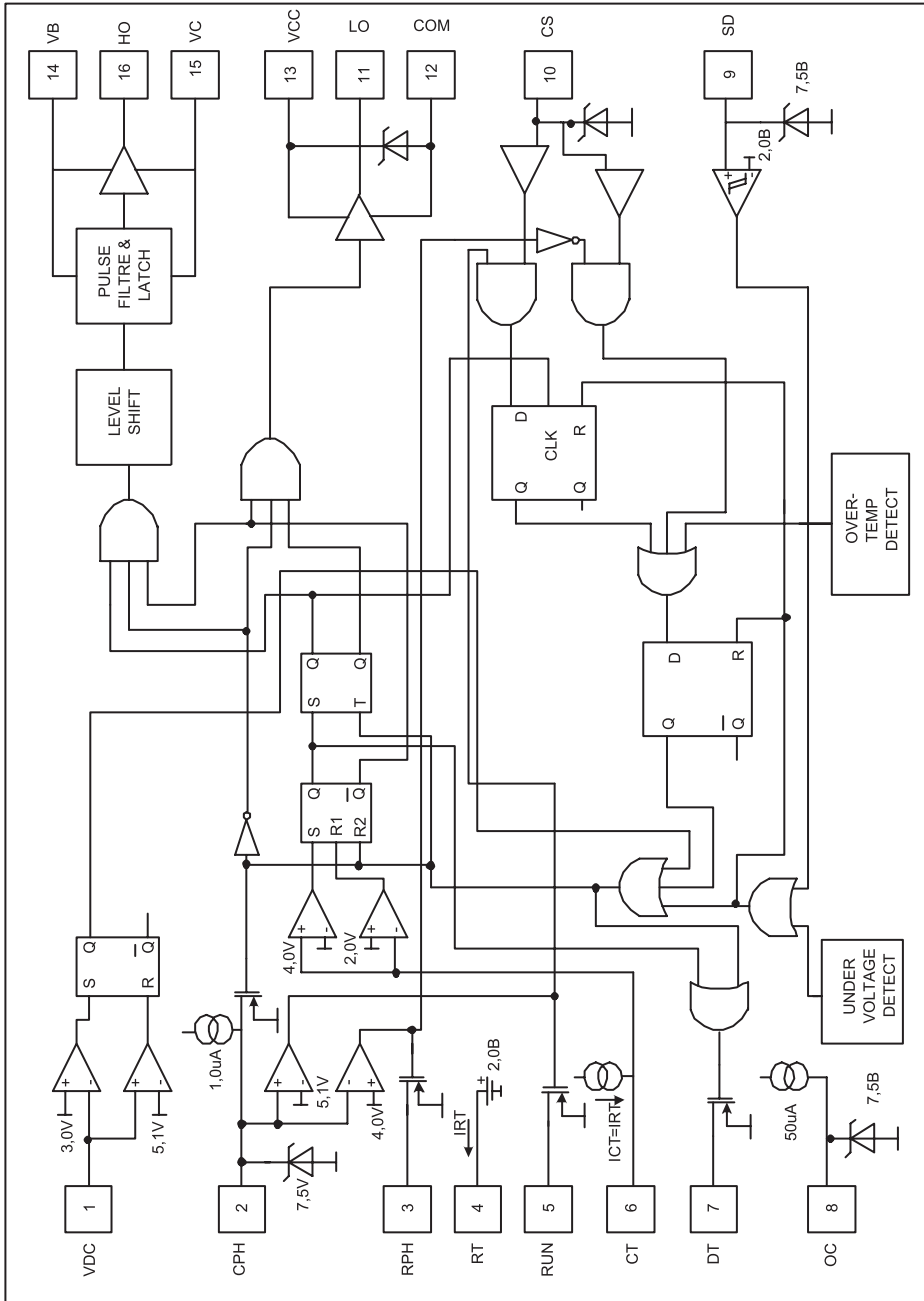 VB
HO
VC
VCC
LO
COM
CS
SD
14
16
15
13
11
12
10
9
7,5B
2,0B
+
-
PULSE
FILTRE &
LATCH
LEVEL
SHIFT
D
CLK
R
Q
Q
OVER-
TEMP
DETECT
S
Q
T
Q
D
R
Q
Q
S
R1
R2
Q
Q
S
R
Q
Q
4,0V
+
-
2,0V
+
-
UNDER
VOLTAGE
DETECT
3,0V
+
-
5,1V
+
-
1,0uA
5,1V
+
-
4,0V
-
+
7,5V
IRT
2,0B
+
ICT=IRT
50uA
7,5B
1
2
3
4
5
6
7
8
VDC
CPH
RPH
RT
RUN
CT
DT
OC